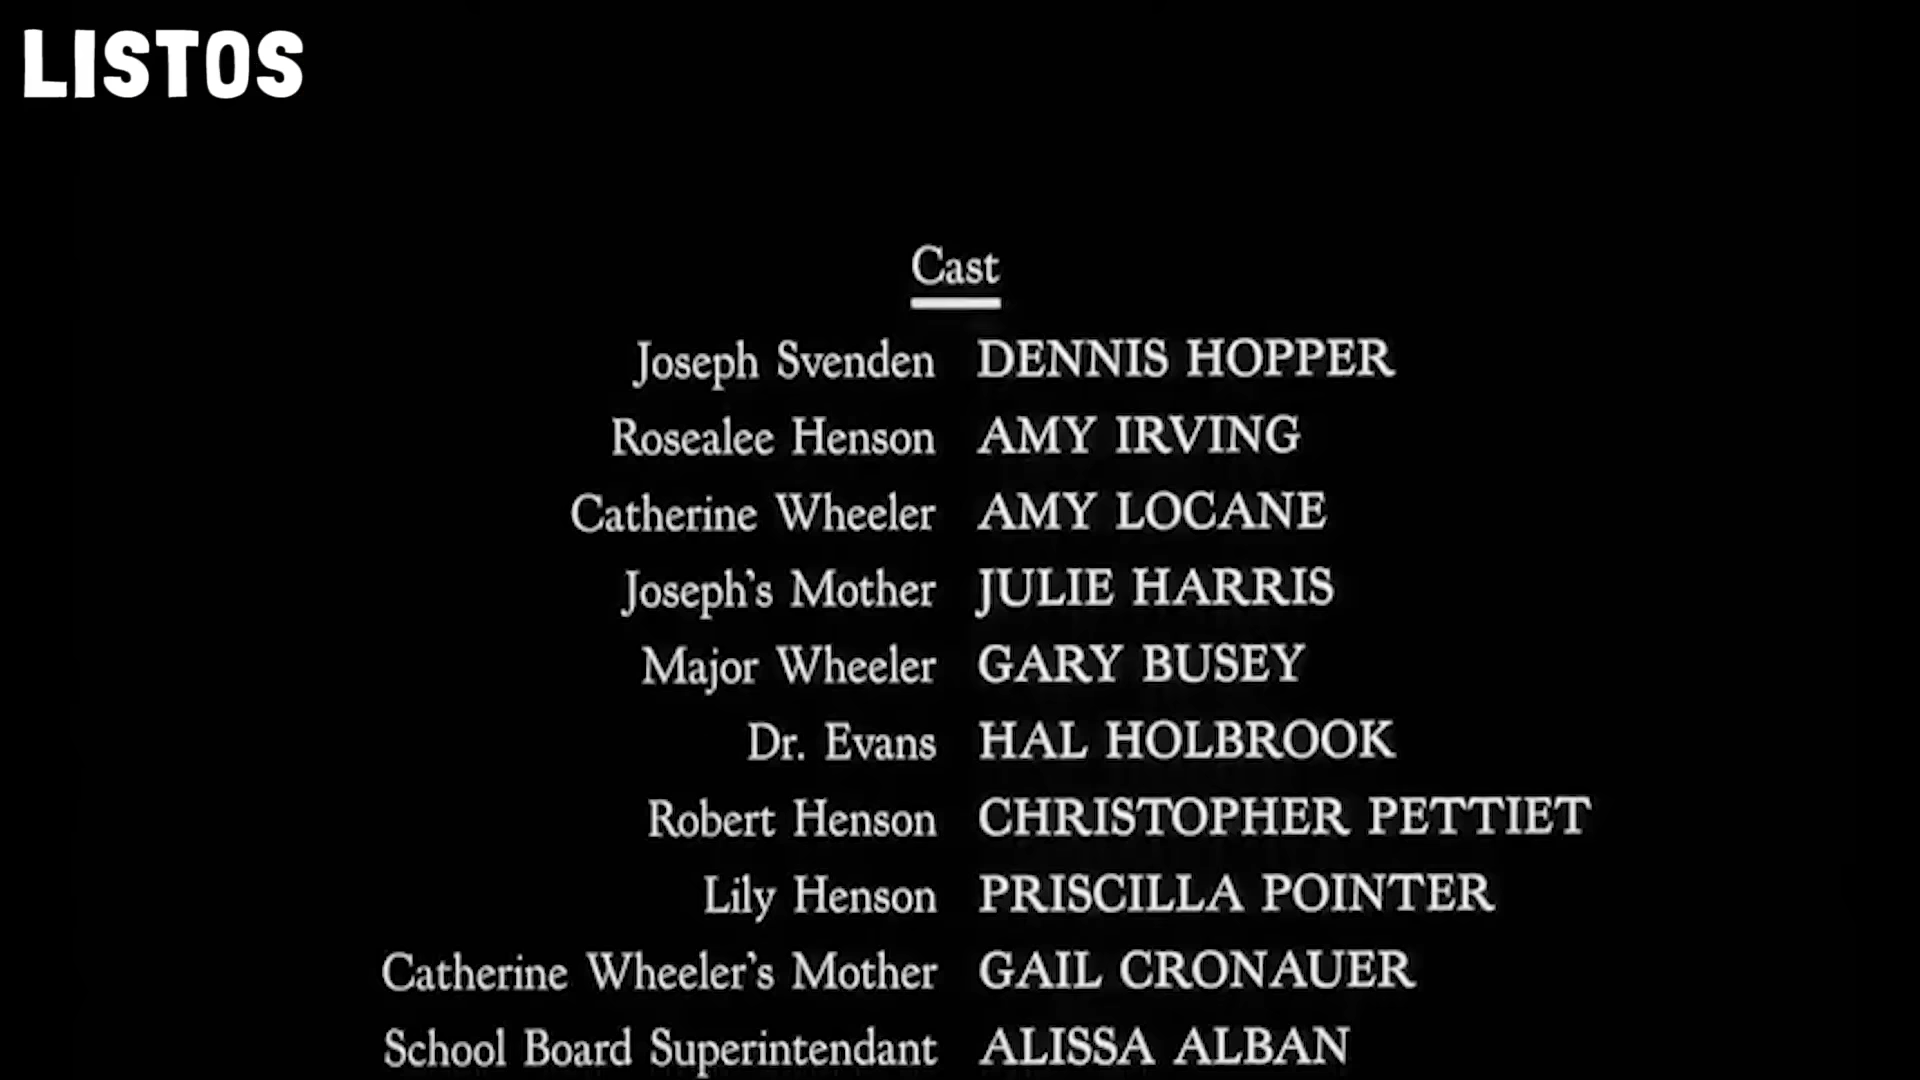 LISTOS
Cast
Joseph Svenden DENNIS HOPPER
Rosealee Henson AMY IRVING
Catherine Wheeler AMY LOCANE
Joseph's Mother JULIE HARRIS
Major Wheeler GARY BUSEY
Dr. Evans HAL HOLBROOK
Robert Henson CHRISTOPHER PETTIET
Lily Henson PRISCILLA POINTER
Catherine Wheeler's Mother GAIL CRONAUER
School Board Superintendant ALISSA ALBAN